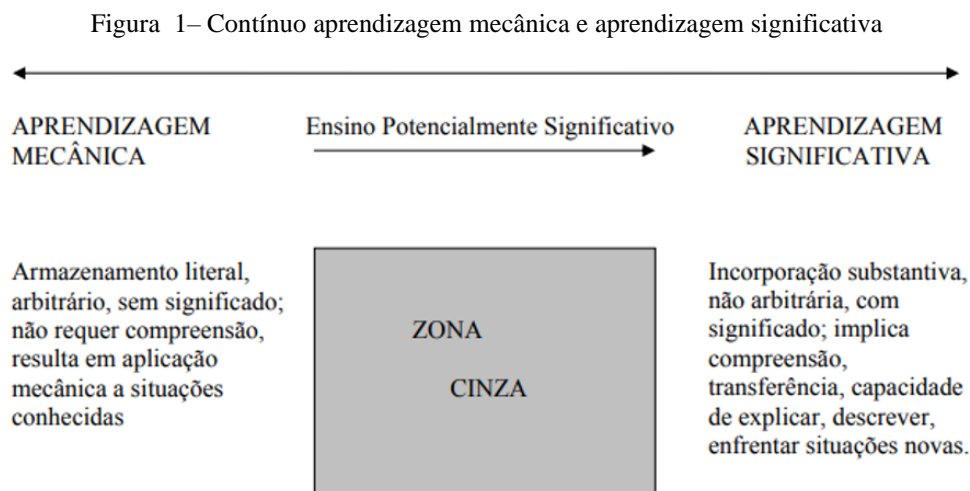 Figura 1– Contínuo aprendizagem mecânica e aprendizagem significativa
APRENDIZAGEM
MECÂNICA
Ensino Potencialmente Significativo
APRENDIZAGEM
SIGNIFICATIVA
Armazenamento literal,
arbitrário, sem significado;
não requer compreensão,
resulta em aplicação
mecânica a situações
conhecidas
ZONA
CINZA
Incorporação substantiva,
não arbitrária, com
significado; implica
compreensão,
transferência, capacidade
de explicar, descrever,
enfrentar situações novas.